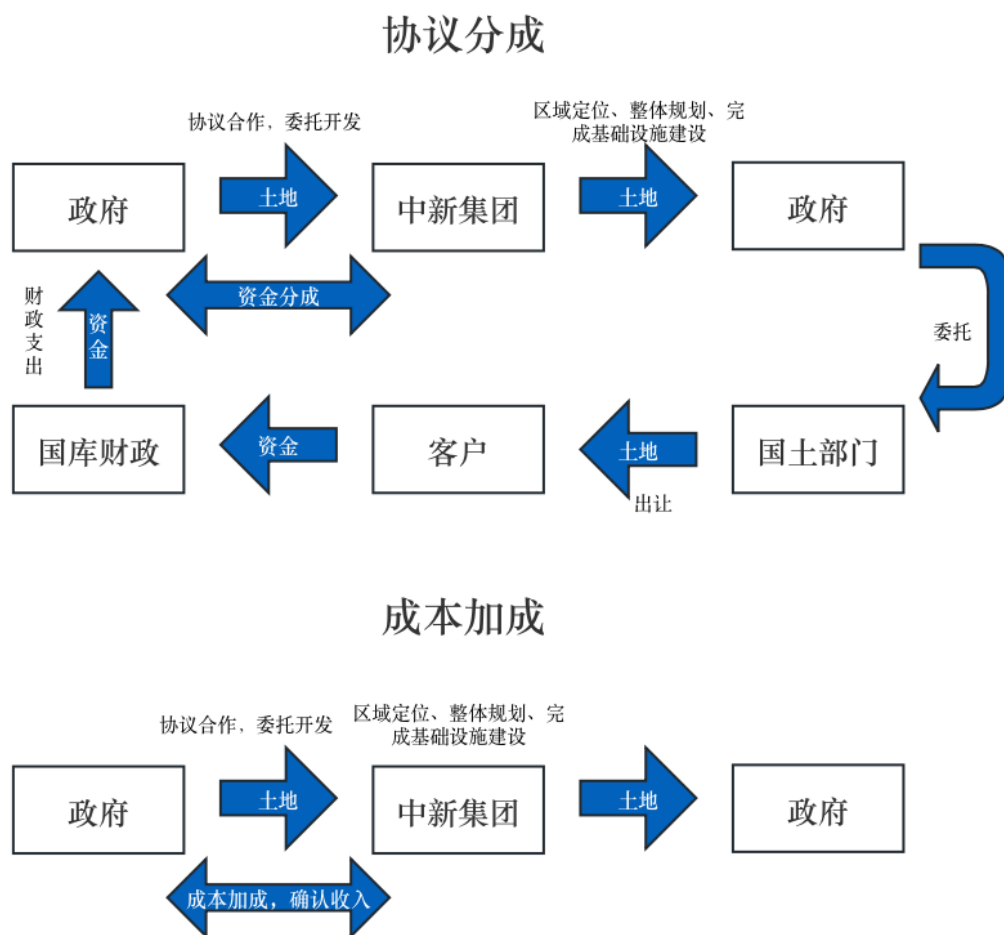 协议分成
协议合作，委托开发
区域定位、整体规划、完
成基础设施建设
政府
土地
中新集团
土地
政府
资金分成
财政支出
资金
委托
国库财政
资金
客户
土地
国土部门
出让
成本加成
协议合作，委托开发
区域定位、整体规划、完
成基础设施建设
政府
土地
中新集团
土地
政府
成本加成，确认收入